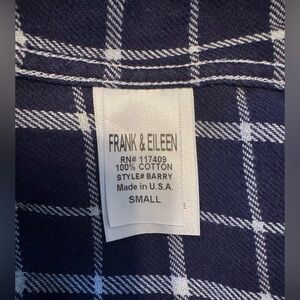 FRANK & EILEEN
RN# 117409
100% COTTON
STYLE# BARRY
Made in U.S.A.
SMALL